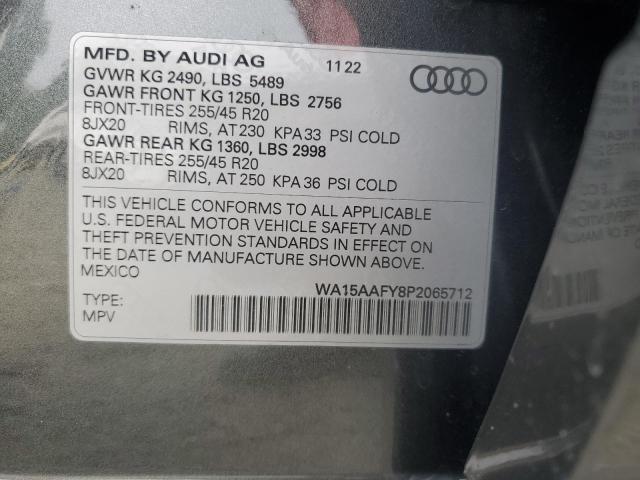 MFD. BY AUDI AG 11 22
GVWR KG 2490, LBS 5489
GAWR FRONT KG 1250, LBS 2756
FRONT-TIRES 255/45 R20
8JX20 RIMS, AT 230 KPA 33 PSI COLD
GAWR REAR KG 1360, LBS 2998
REAR-TIRES 255/45 R20
8JX20 RIMS, AT 250 KPA 36 PSI COLD
THIS VEHICLE CONFORMS TO ALL APPLICABLE
U.S. FEDERAL MOTOR VEHICLE SAFETY AND
THEFT PREVENTION STANDARDS IN EFFECT ON
THE DATE OF MANUFACTURE SHOWN ABOVE.
MEXICO
WA15AAFY8P2065712
TYPE:
MPV